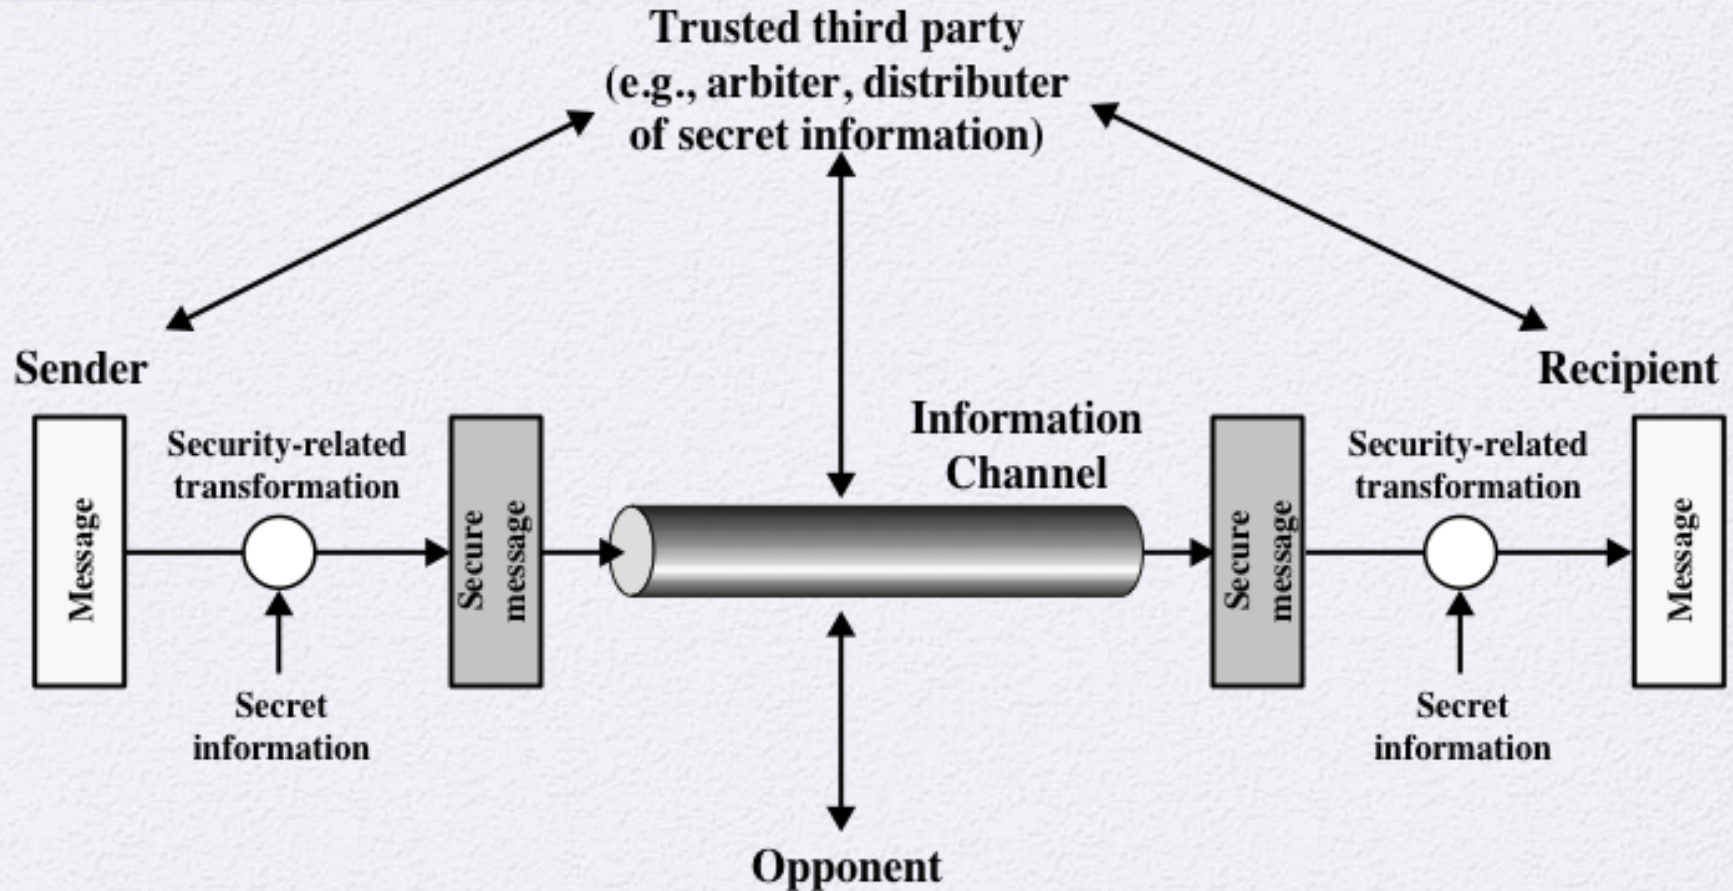 Trusted third party
(e.g., arbiter, distributer
of secret information)
Sender
Recipient
Information
Channel
Security-related
transformation
Security-related
transformation
Message
Secure
message
Secure
message
Message
Secret
information
Secret
information
Opponent